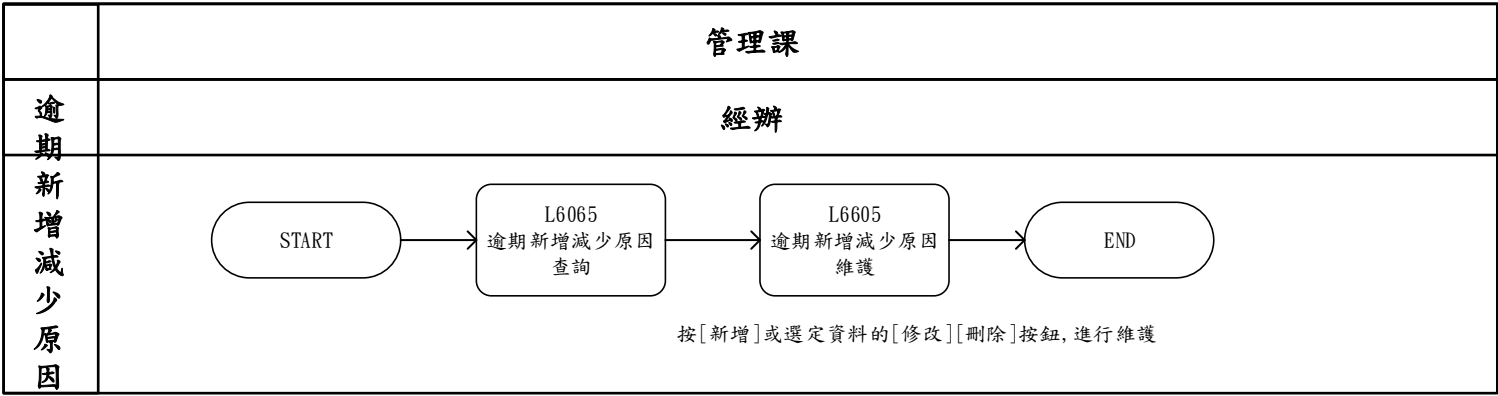 管理課
經辦
逾期新增減少原因
START
L6065
逾期新增減少原因
查詢
L6605
逾期新增減少原因
維護
END
按[新增]或選定資料的[修改][刪除]按鈕,進行維護